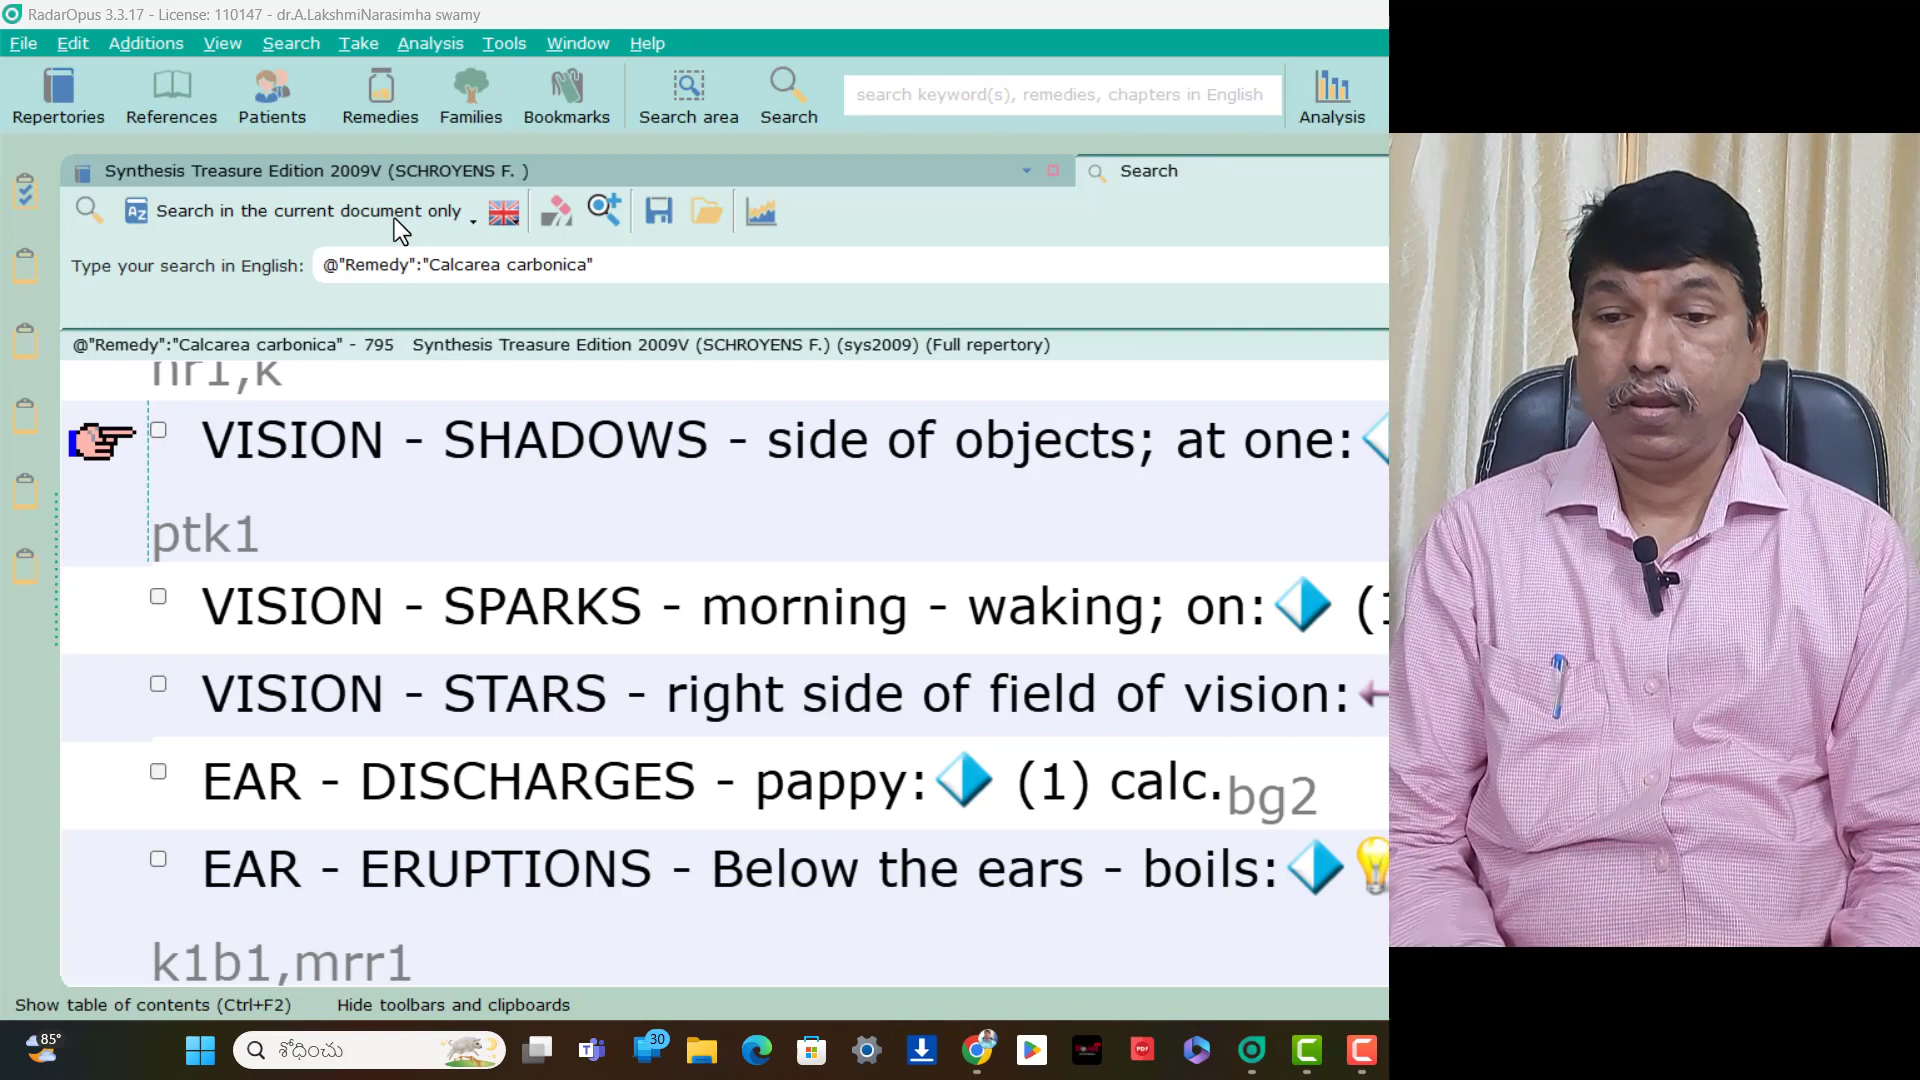 RadarOpus 3.3.17 - License: 110147 - dr.A.LakshmiNarasimha swamy
File Edit Additions View Search Take Analysis Tools Window Help
Repertories References Patients Remedies Families Bookmarks Search area Search search keyword(s), remedies, chapters in English Analysis
Synthesis Treasure Edition 2009V (SCHROYENS F. ) Search
AZ Search in the current document only
Type your search in English: @"Remedy":"Calcarea carbonica"
@"Remedy":"Calcarea carbonica" - 795 Synthesis Treasure Edition 2009V (SCHROYENS F.) (sys2009) (Full repertory)
hr1,k
VISION - SHADOWS - side of objects; at one:
ptk1
VISION - SPARKS - morning - waking; on: (1
VISION - STARS - right side of field of vision:
EAR - DISCHARGES - pappy: (1) calc.bg2
EAR - ERUPTIONS - Below the ears - boils:
k1b1,mrr1
Show table of contents (Ctrl+F2) Hide toolbars and clipboards
85° శోధించు 30
PDF